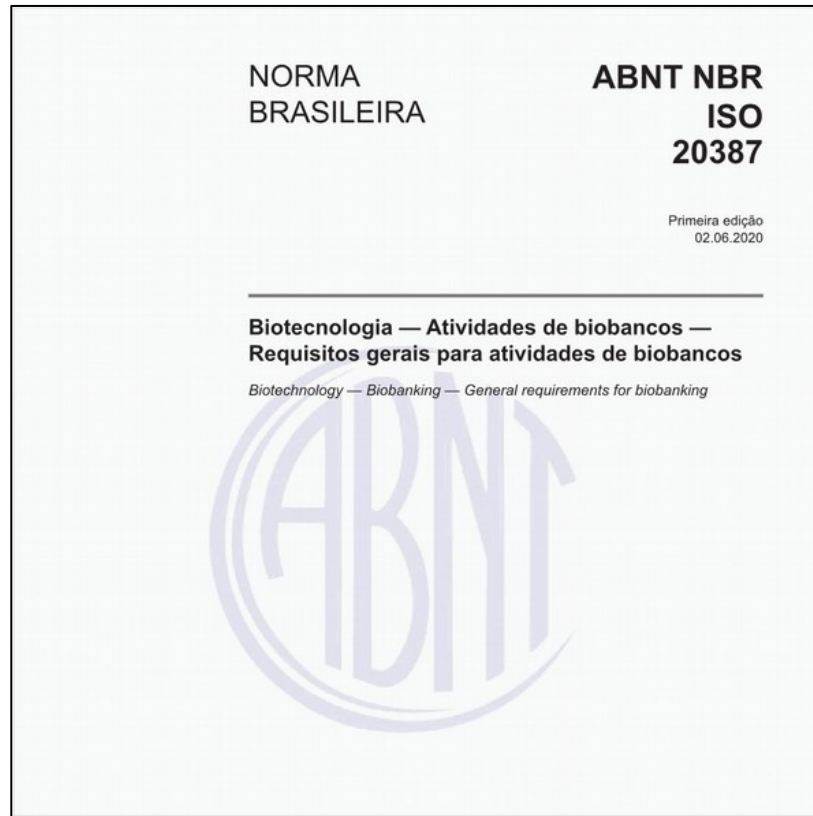 NORMA
BRASILEIRA
ABNT NBR
ISO
20387
Primeira edição
02.06.2020
Biotecnologia — Atividades de biobancos —
Requisitos gerais para atividades de biobancos
Biotechnology — Biobanking — General requirements for biobanking
ABNT